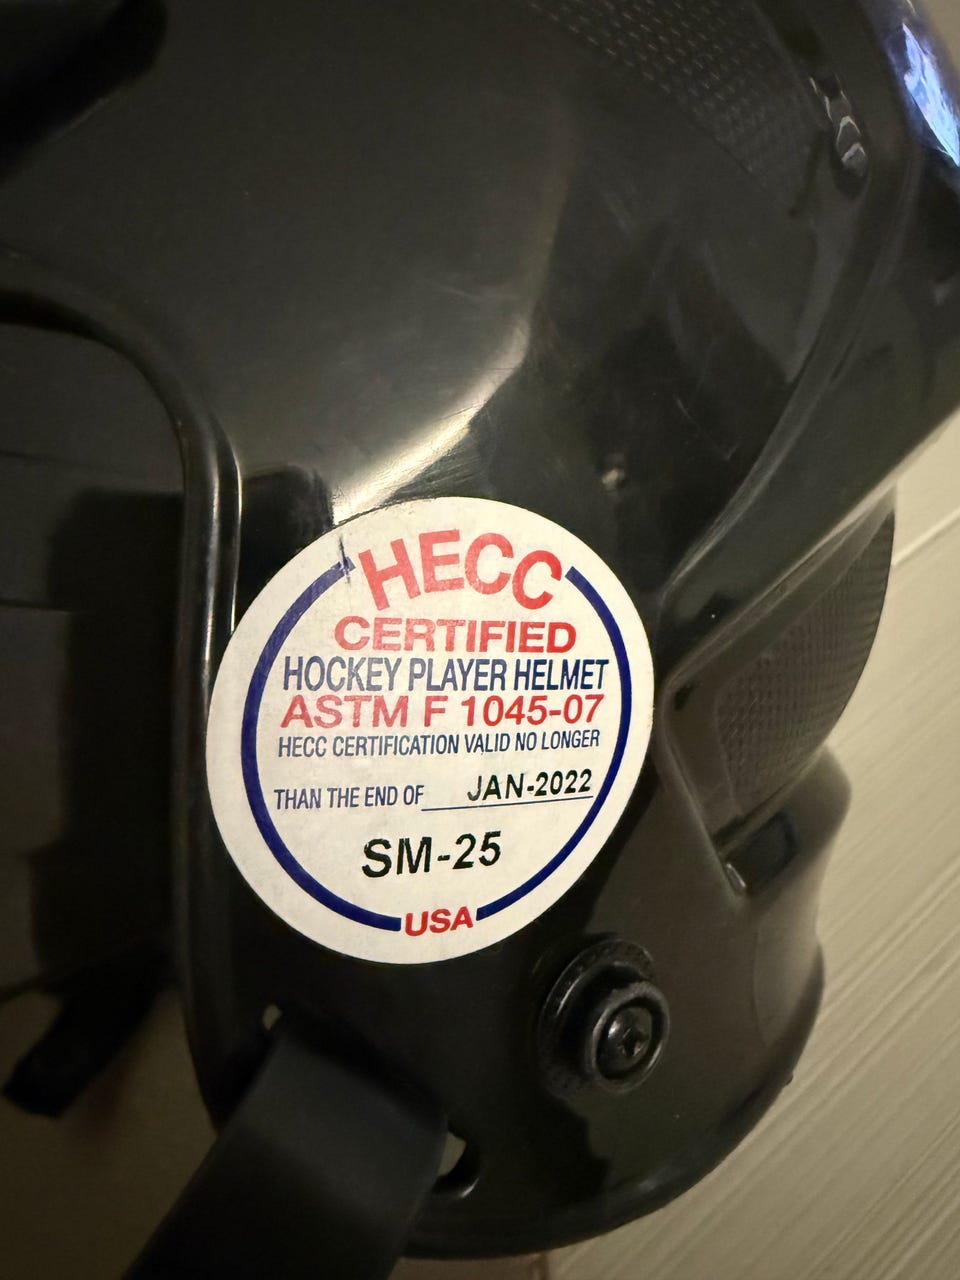 HECC
CERTIFIED
HOCKEY PLAYER HELMET
ASTM F 1045-07
HECC CERTIFICATION VALID NO LONGER
THAN THE END OF JAN-2022
SM-25
USA